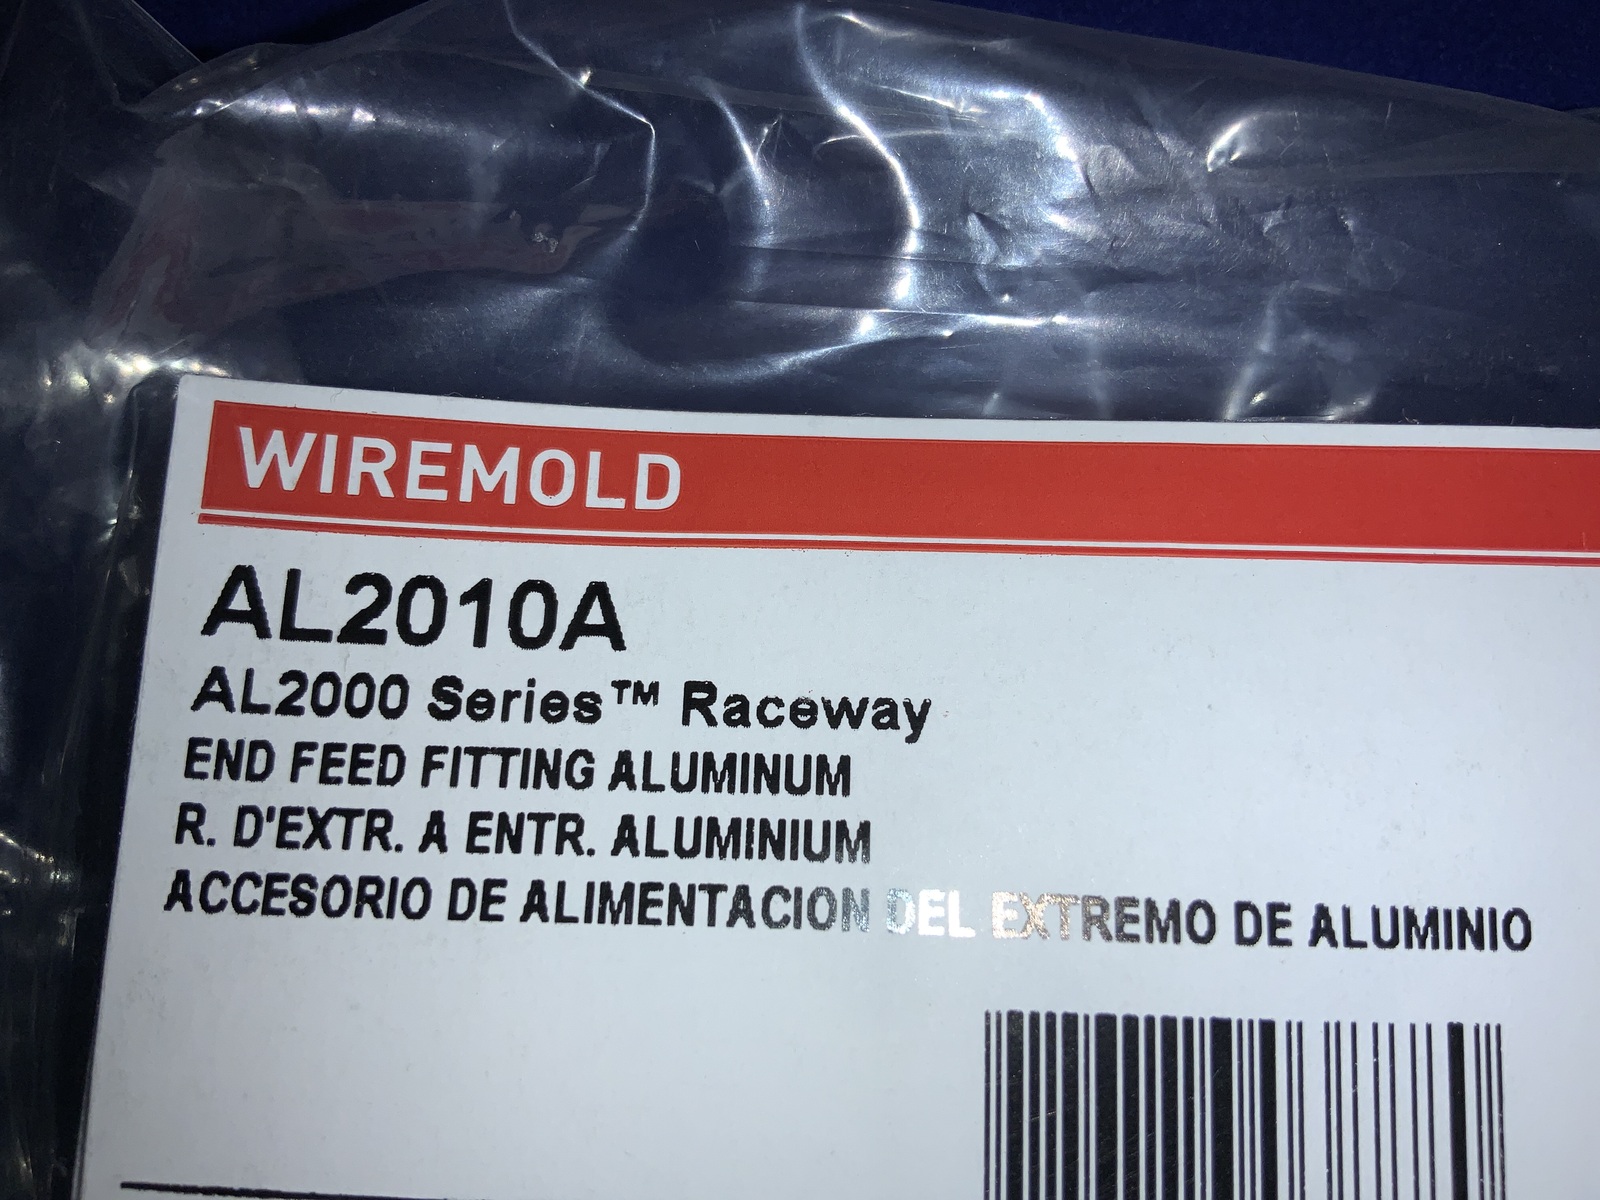 WIREMOLD
AL2010A
AL2000 Series™ Raceway
END FEED FITTING ALUMINUM
R. D'EXTR. A ENTR. ALUMINIUM
ACCESORIO DE ALIMENTACION DEL EXTREMO DE ALUMINIO